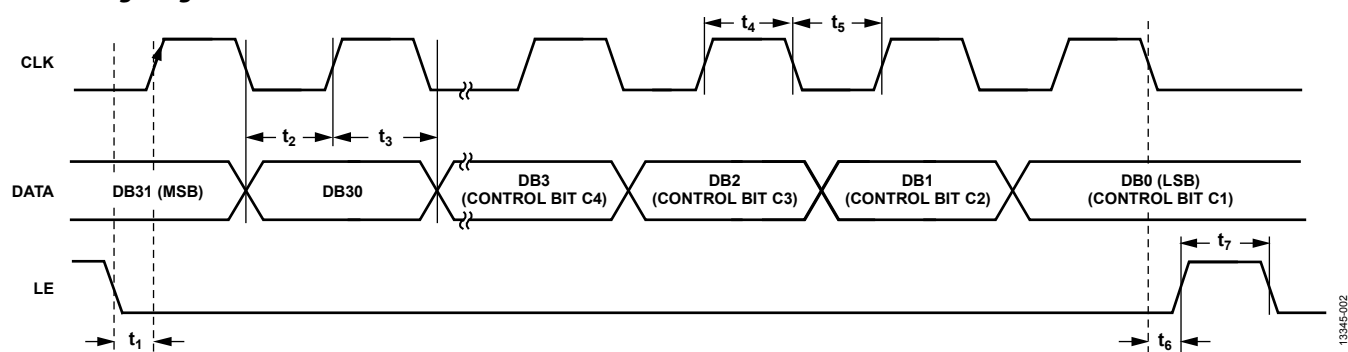 t4
t5
CLK
t2
t3
DATA
DB31 (MSB)
DB30
DB3
(CONTROL BIT C4)
DB2
(CONTROL BIT C3)
DB1
(CONTROL BIT C2)
DB0 (LSB)
(CONTROL BIT C1)
t7
LE
t1
t6
13345-002